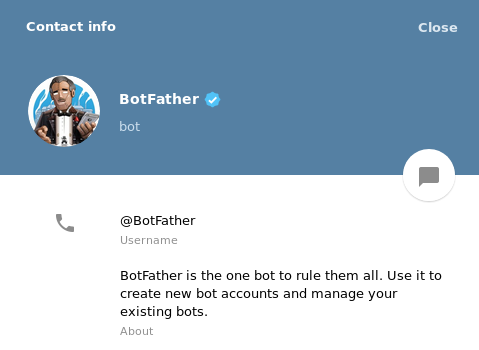 Contact info Close
BotFather
bot
@BotFather
Username
BotFather is the one bot to rule them all. Use it to
create new bot accounts and manage your
existing bots.
About